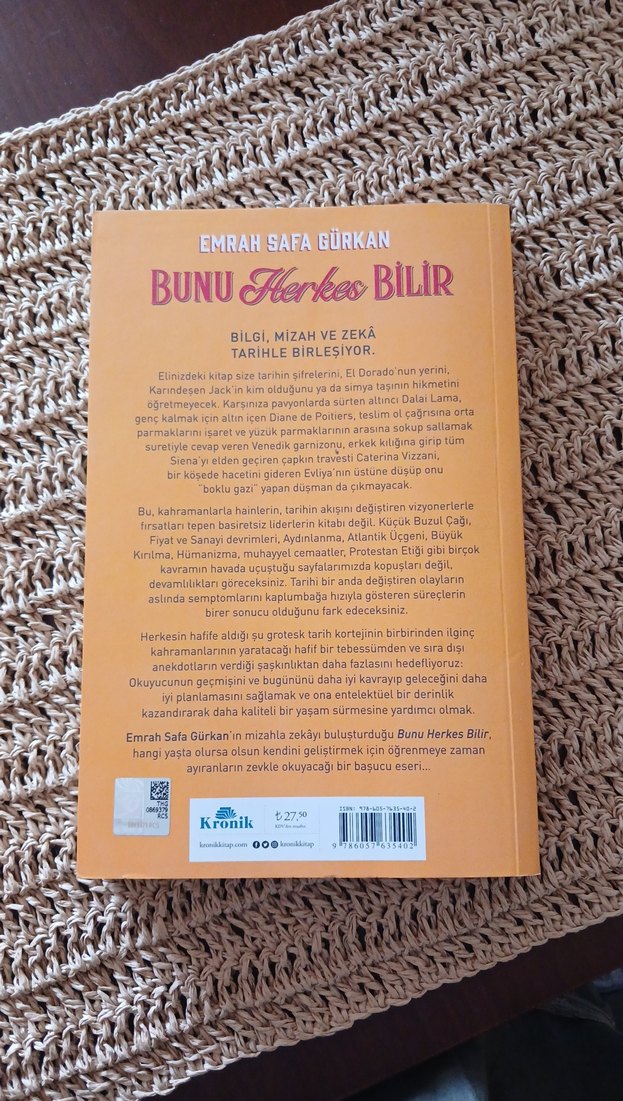 EMRAH SAFA GÜRKAN
BUNU Herkes BİLİR
BİLGİ, MİZAH VE ZEKÂ
TARİHLE BİRLEŞİYOR.
Elinizdeki kitap size tarihin şifrelerini, El Dorado'nun yerini,
Karındeşen Jack'in kim olduğunu ya da simya taşının hikmetini
öğretmeyecek. Karşınıza pavyonlarda sürten altıncı Dalai Lama,
genç kalmak için altın içen Diane de Poitiers, teslim ol çağrısına orta
parmaklarını işaret ve yüzük parmaklarının arasına sokup sallamak
suretiyle cevap veren Venedik garnizonu, erkek kılığına girip tüm
Siena'yı elden geçiren çapkın travesti Caterina Vizzani,
bir köşede hacetini gideren Evliya'nın üstüne düşüp onu
"boklu gazi" yapan düşman da çıkmayacak.
Bu, kahramanlarla hainlerin, tarihin akışını değiştiren vizyonerlerle
fırsatları tepen basiretsiz liderlerin kitabı değil. Küçük Buzul Çağı,
Fiyat ve Sanayi devrimleri, Aydınlanma, Atlantik Üçgeni, Büyük
Kırılma, Hümanizma, muhayyel cemaatler, Protestan Etiği gibi birçok
kavramın havada uçuştuğu sayfalarımızda kopuşları değil,
devamlılıkları göreceksiniz. Tarihi bir anda değiştiren olayların
aslında semptomlarını kaplumbağa hızıyla gösteren süreçlerin
birer sonucu olduğunu fark edeceksiniz.
Herkesin hafife aldığı şu grotesk tarih kortejinin birbirinden ilginç
kahramanlarının yaratacağı hafif bir tebessümden ve sıra dışı
anekdotların verdiği şaşkınlıktan daha fazlasını hedefliyoruz:
Okuyucunun geçmişini ve bugününü daha iyi kavrayıp geleceğini daha
iyi planlamasını sağlamak ve ona entelektüel bir derinlik
kazandırarak daha kaliteli bir yaşam sürmesine yardımcı olmak.
Emrah Safa Gürkan'ın mizahla zekâyı buluşturduğu Bunu Herkes Bilir,
hangi yaşta olursa olsun kendini geliştirmek için öğrenmeye zaman
ayıranların zevkle okuyacağı bir başucu eseri...
THG
0869379
RCS
Kronik
kronikkitap.com
kronikkitap
₺ 27,50
KDV'den muaftır.
ISBN: 978-605-7635-40-2
9 786057 635402